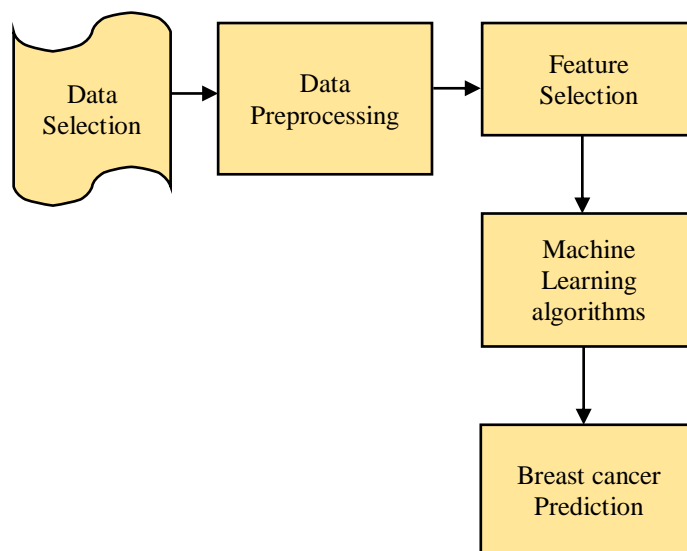 Data
Selection
Data
Preprocessing
Feature
Selection
Machine
Learning
algorithms
Breast cancer
Prediction